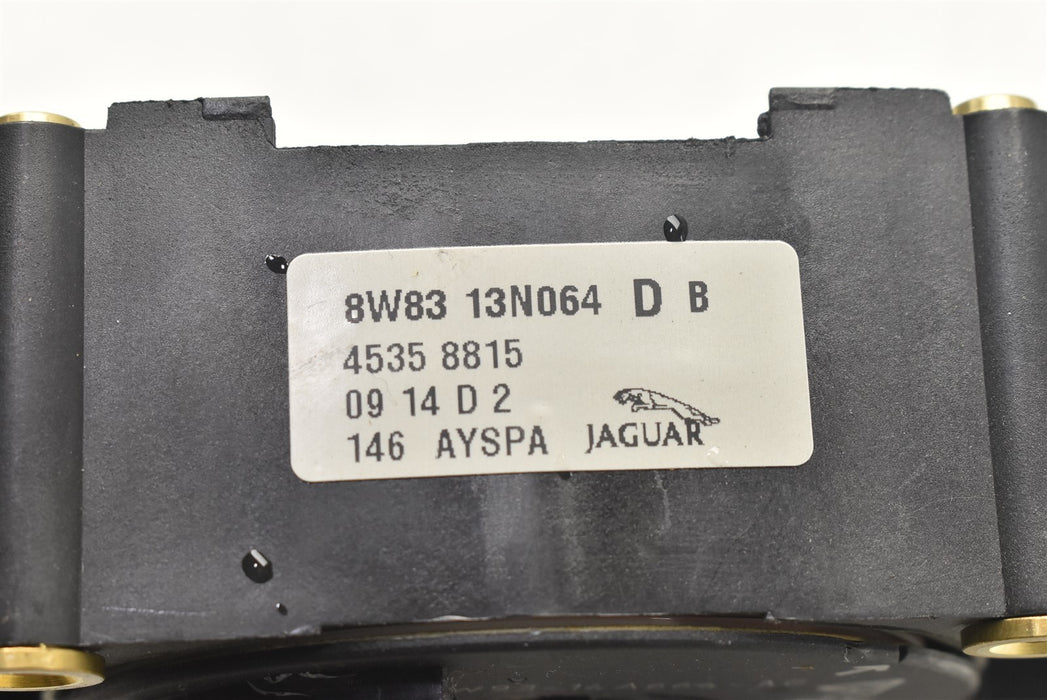 8W83 13N064 D B
4535 8815
09 14 D 2
146 AYSPA JAGUAR